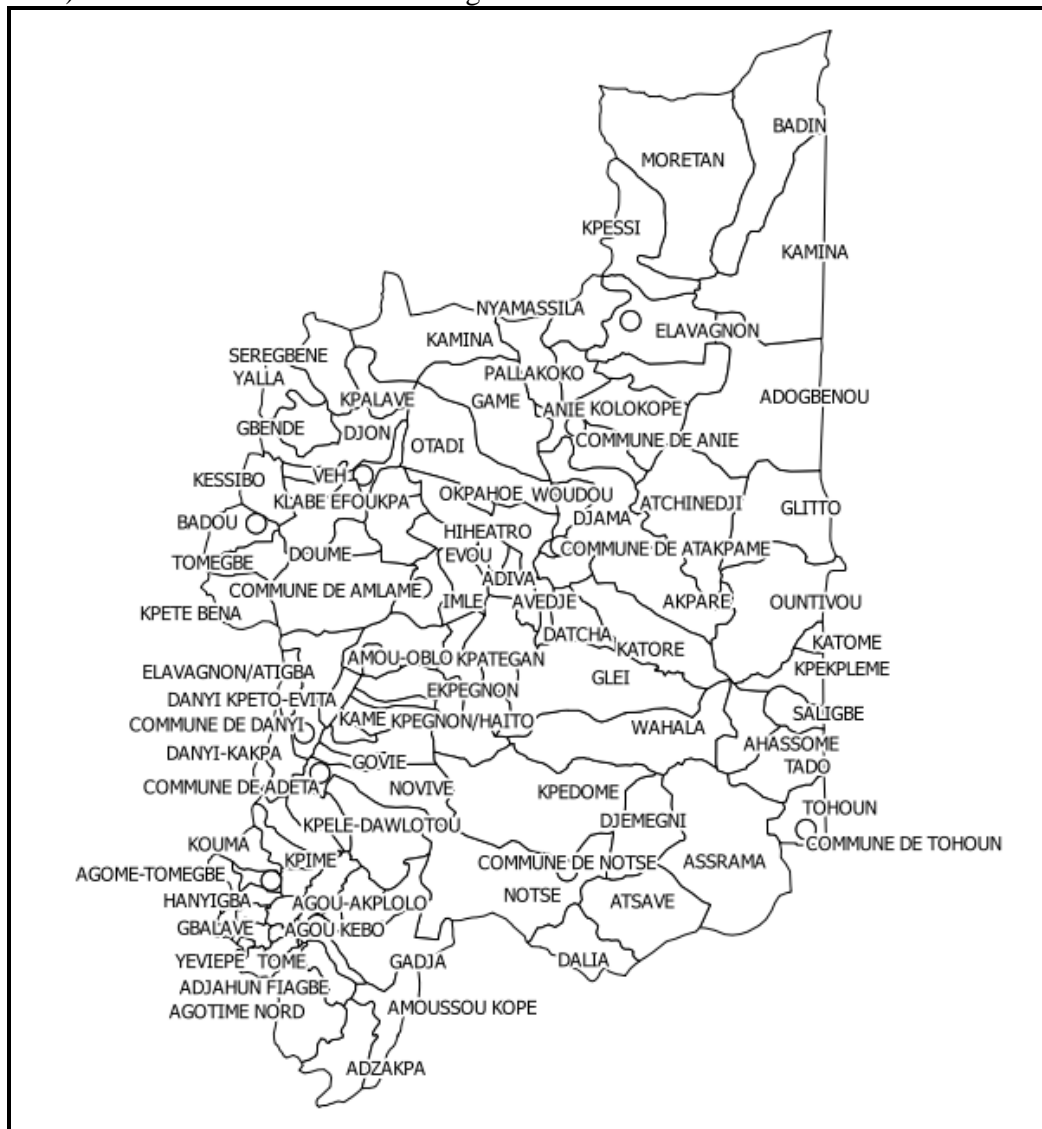 BADIN
MORETAN
KPESSI
KAMINA
NYAMASSILA
ELAVAGNON
KAMINA
SEREGBENE
YALLA
PALLAKOKO
KPALAVE
GAME
ANIE
KOLOKOPE
ADOGBENOU
GBENDE
DJON
OTADI
COMMUNE DE ANIE
KESSIBO
VEH
KLABE EFOUKPA
OKPAHOE
WOUDOU
ATCHINEDJI
GLITTO
BADOU
DJAMA
HIHEATRO
TOMEGBE
DOUME
EVOU
COMMUNE DE ATAKPAME
ADIVA
COMMUNE DE AMLAME
IMLE
AVEDJE
AKPARE
OUNTIVOU
KPETE BENA
DATCHA
KATORE
KATOME
AMOU-OBLO
KPATEGAN
KPEKPLEME
ELAVAGNON/ATIGBA
GLEI
EKPEGNON
DANYI KPETO-EVITA
SALIGBE
COMMUNE DE DANYI
KAME
KPEGNON/HAITO
WAHALA
AHASSOME
DANYI-KAKPA
GOVIE
TADO
COMMUNE DE ADETA
NOVIVE
KPEDOME
TOHOUN
KPELE-DAWLOTOU
DJEMEGNI
COMMUNE DE TOHOUN
KOUMA
KPIME
COMMUNE DE NOTSE
ASSRAMA
AGOME-TOMEGBE
HANYIGBA
AGOU-AKPLOLO
NOTSE
ATSAVE
GBALAVE
AGOU KEBO
YEVIEPE
TOME
GADJA
DALIA
ADJAHUN FIAGBE
AGOTIME NORD
AMOUSSOU KOPE
ADZAKPA